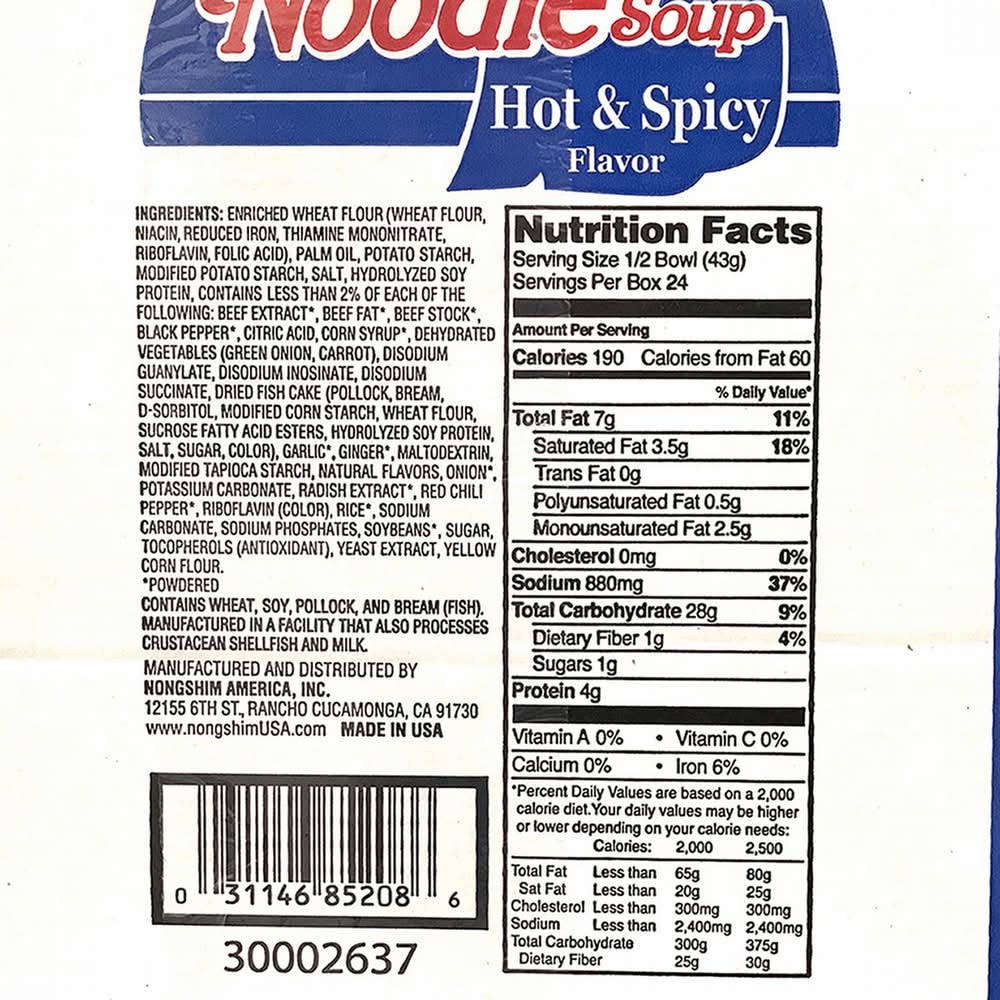 Noodle Soup
Hot & Spicy
Flavor
INGREDIENTS: ENRICHED WHEAT FLOUR (WHEAT FLOUR,
NIACIN, REDUCED IRON, THIAMINE MONONITRATE,
RIBOFLAVIN, FOLIC ACID), PALM OIL, POTATO STARCH,
MODIFIED POTATO STARCH, SALT, HYDROLYZED SOY
PROTEIN, CONTAINS LESS THAN 2% OF EACH OF THE
FOLLOWING: BEEF EXTRACT*, BEEF FAT*, BEEF STOCK*,
BLACK PEPPER*, CITRIC ACID, CORN SYRUP*, DEHYDRATED
VEGETABLES (GREEN ONION, CARROT), DISODIUM
GUANYLATE, DISODIUM INOSINATE, DISODIUM
SUCCINATE, DRIED FISH CAKE (POLLOCK, BREAM,
D-SORBITOL, MODIFIED CORN STARCH, WHEAT FLOUR,
SUCROSE FATTY ACID ESTERS, HYDROLYZED SOY PROTEIN,
SALT, SUGAR, COLOR), GARLIC*, GINGER*, MALTODEXTRIN,
MODIFIED TAPIOCA STARCH, NATURAL FLAVORS, ONION*,
POTASSIUM CARBONATE, RADISH EXTRACT*, RED CHILI
PEPPER*, RIBOFLAVIN (COLOR), RICE*, SODIUM
CARBONATE, SODIUM PHOSPHATES, SOYBEANS*, SUGAR,
TOCOPHEROLS (ANTIOXIDANT), YEAST EXTRACT, YELLOW
CORN FLOUR.
*POWDERED
CONTAINS WHEAT, SOY, POLLOCK, AND BREAM (FISH).
MANUFACTURED IN A FACILITY THAT ALSO PROCESSES
CRUSTACEAN SHELLFISH AND MILK.
MANUFACTURED AND DISTRIBUTED BY
NONGSHIM AMERICA, INC.
12155 6TH ST., RANCHO CUCAMONGA, CA 91730
www.nongshimUSA.com MADE IN USA
0 31146 85208 6
30002637
Nutrition Facts
Serving Size 1/2 Bowl (43g)
Servings Per Box 24
Amount Per Serving
Calories 190 Calories from Fat 60
% Daily Value*
Total Fat 7g 11%
Saturated Fat 3.5g 18%
Trans Fat 0g
Polyunsaturated Fat 0.5g
Monounsaturated Fat 2.5g
Cholesterol 0mg 0%
Sodium 880mg 37%
Total Carbohydrate 28g 9%
Dietary Fiber 1g 4%
Sugars 1g
Protein 4g
Vitamin A 0% • Vitamin C 0%
Calcium 0% • Iron 6%
*Percent Daily Values are based on a 2,000
calorie diet. Your daily values may be higher
or lower depending on your calorie needs:
Calories: 2,000 2,500
Total Fat Less than 65g 80g
Sat Fat Less than 20g 25g
Cholesterol Less than 300mg 300mg
Sodium Less than 2,400mg 2,400mg
Total Carbohydrate 300g 375g
Dietary Fiber 25g 30g